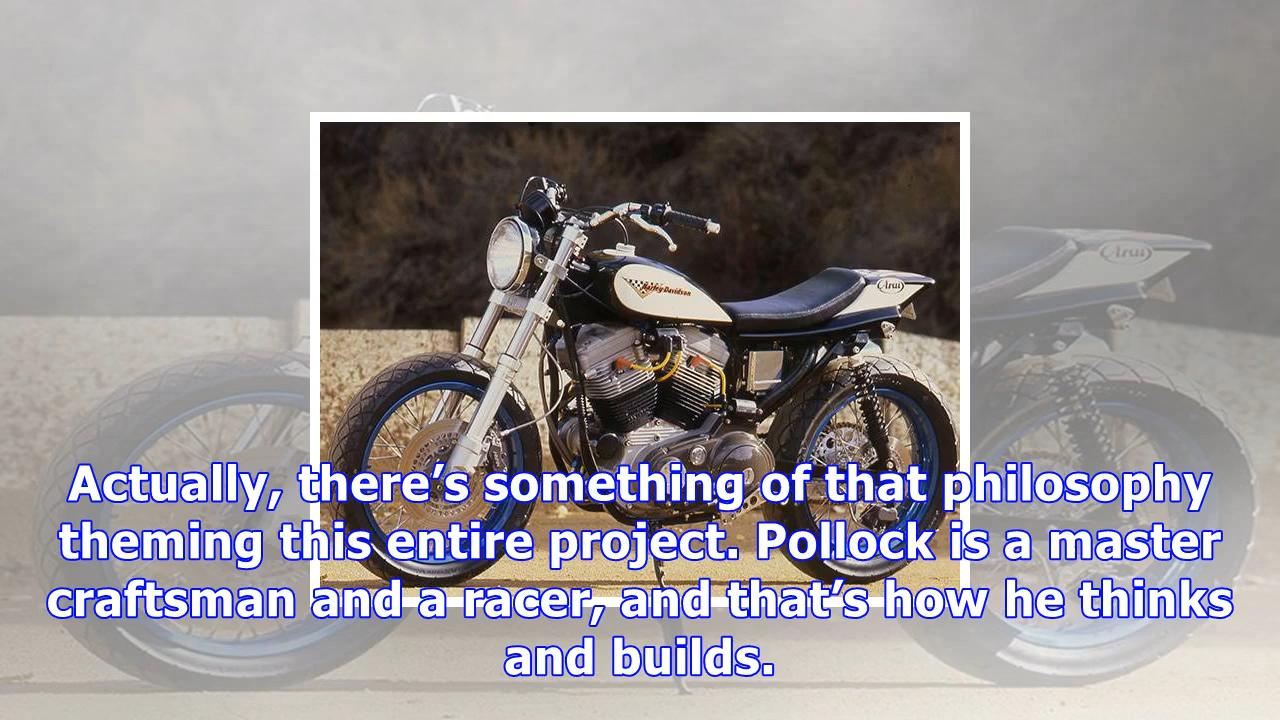 Harley-Davidson
Arai
Arai
Actually, there’s something of that philosophy
theming this entire project. Pollock is a master
craftsman and a racer, and that’s how he thinks
and builds.